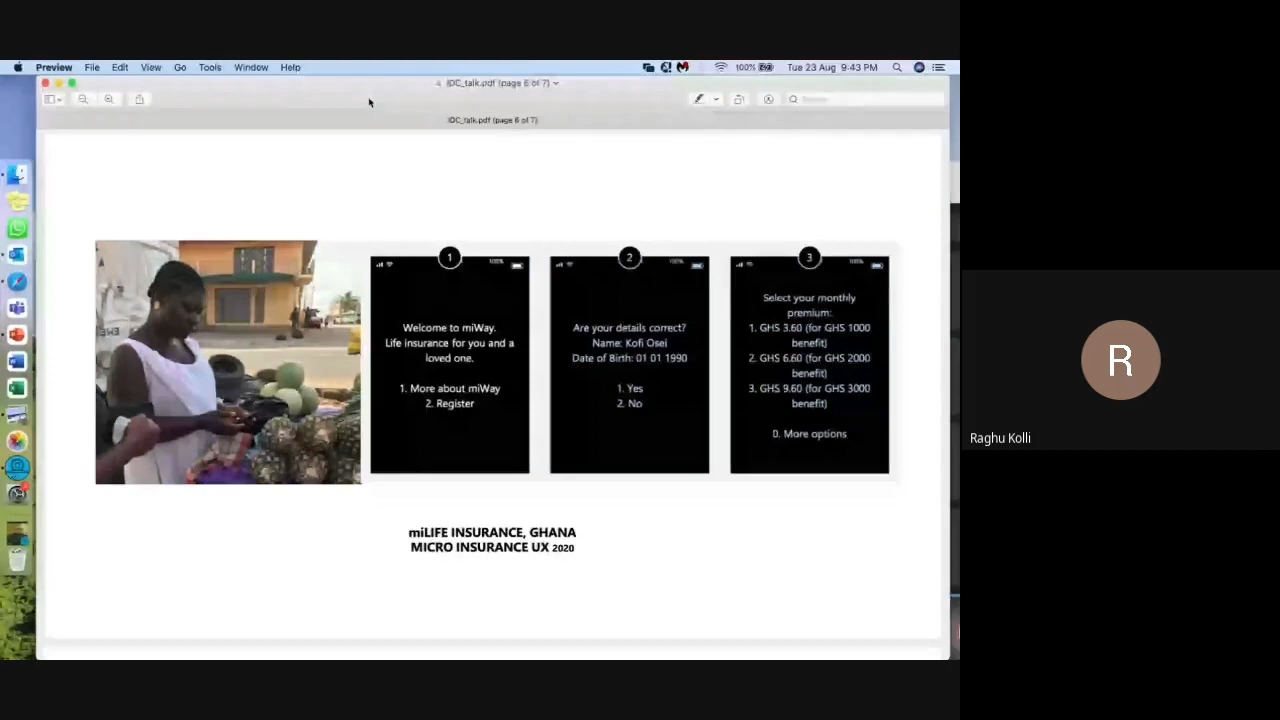 Preview File Edit View Go Tools Window Help 100% Tue 23 Aug 9:43 PM
IDC_talk.pdf (page 6 of 7)
IDC_talk.pdf (page 6 of 7)
1
100%
Welcome to miWay.
Life insurance for you and a
loved one.
1. More about miWay
2. Register
2
100%
Are your details correct?
Name: Kofi Osei
Date of Birth: 01 01 1990
1. Yes
2. No
3
100%
Select your monthly
premium:
1. GHS 3.60 (for GHS 1000
benefit)
2. GHS 6.60 (for GHS 2000
benefit)
3. GHS 9.60 (for GHS 3000
benefit)
0. More options
miLIFE INSURANCE, GHANA
MICRO INSURANCE UX 2020
R
Raghu Kolli